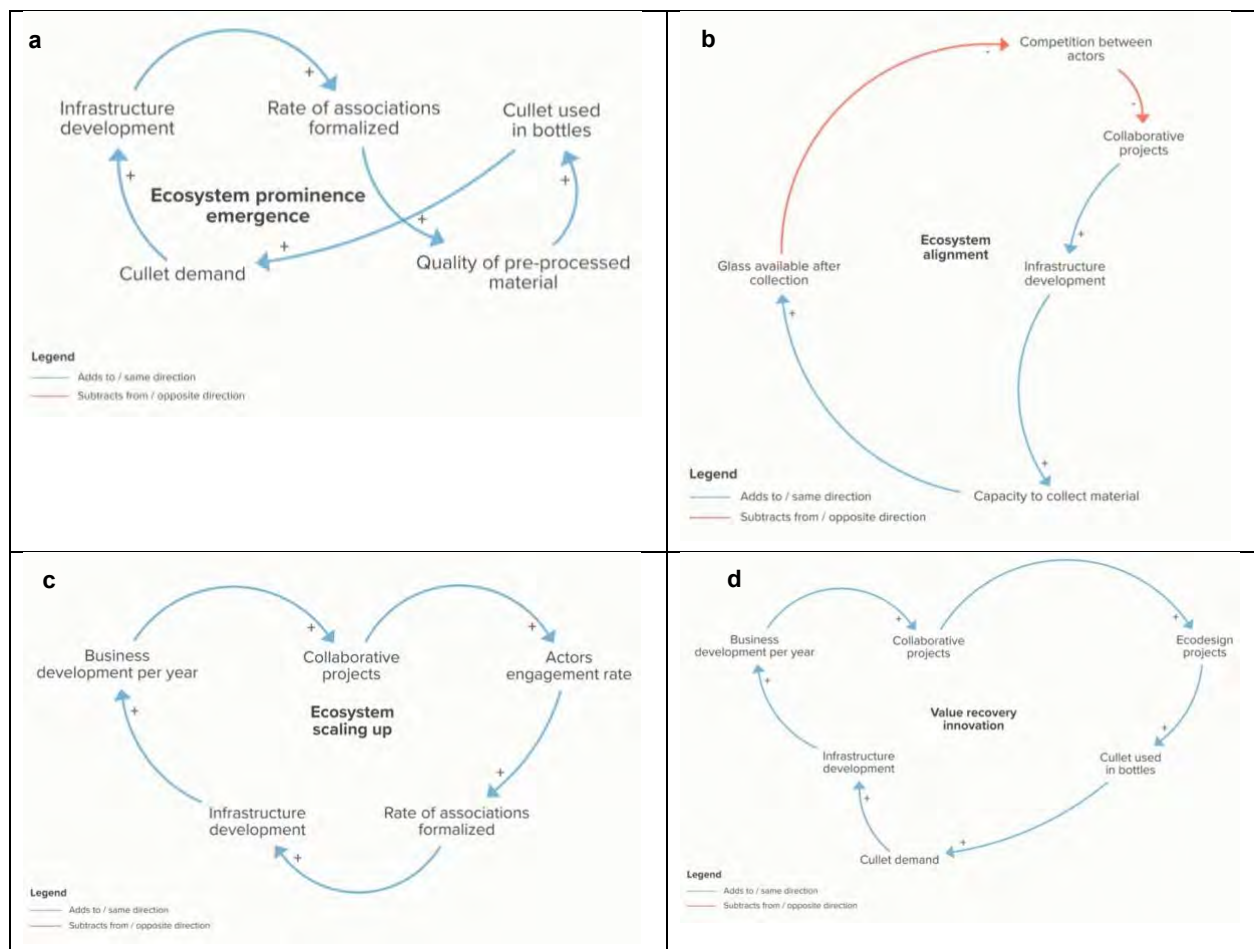 a
+
Infrastructure
development
Rate of associations
formalized
Cullet used
in bottles
+
+
Ecosystem prominence
emergence
+
+
Cullet demand
Quality of pre-processed
material
Legend
Adds to / same direction
Subtracts from / opposite direction
b
Competition between
actors
-
-
Collaborative
projects
+
Ecosystem
alignment
Glass available after
collection
Infrastructure
development
+
+
Capacity to collect material
Legend
Adds to / same direction
Subtracts from / opposite direction
c
+
+
Business
development per year
Collaborative
projects
Actors
engagement rate
+
Ecosystem
scaling up
+
Infrastructure
development
Rate of associations
formalized
+
Legend
Adds to / same direction
Subtracts from / opposite direction
d
+
+
Business
development per year
Collaborative
projects
Ecodesign
projects
+
Value recovery
innovation
+
Infrastructure
development
Cullet used
in bottles
+
+
Cullet demand
Legend
Adds to / same direction
Subtracts from / opposite direction